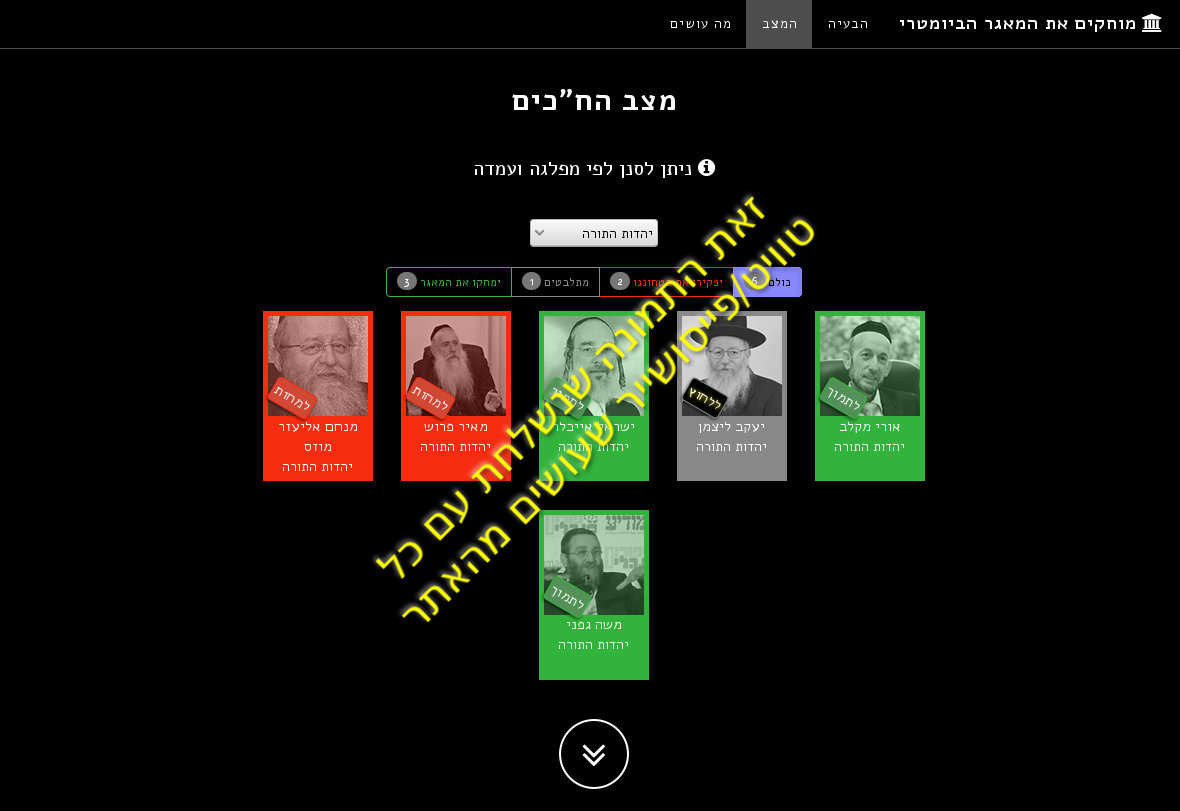 מוחקים את המאגר הביומטרי
הבעיה
המצב
מה עושים
מצב הח"כים
ניתן לסנן לפי מפלגה ועמדה
יהדות התורה
כולם 6
יפקירו את בטחוננו 2
מתלבטים 1
ימחקו את המאגר 3
לתמוך
אורי מקלב
יהדות התורה
ללחוץ
יעקב ליצמן
יהדות התורה
לתמוך
ישראל אייכלר
יהדות התורה
למחות
מאיר פרוש
יהדות התורה
למחות
מנחם אליעזר
מוזס
יהדות התורה
לתמוך
משה גפני
יהדות התורה
זאת התמונה שנשלחת עם כל
טוויט/פייסושייר שעושים מהאתר